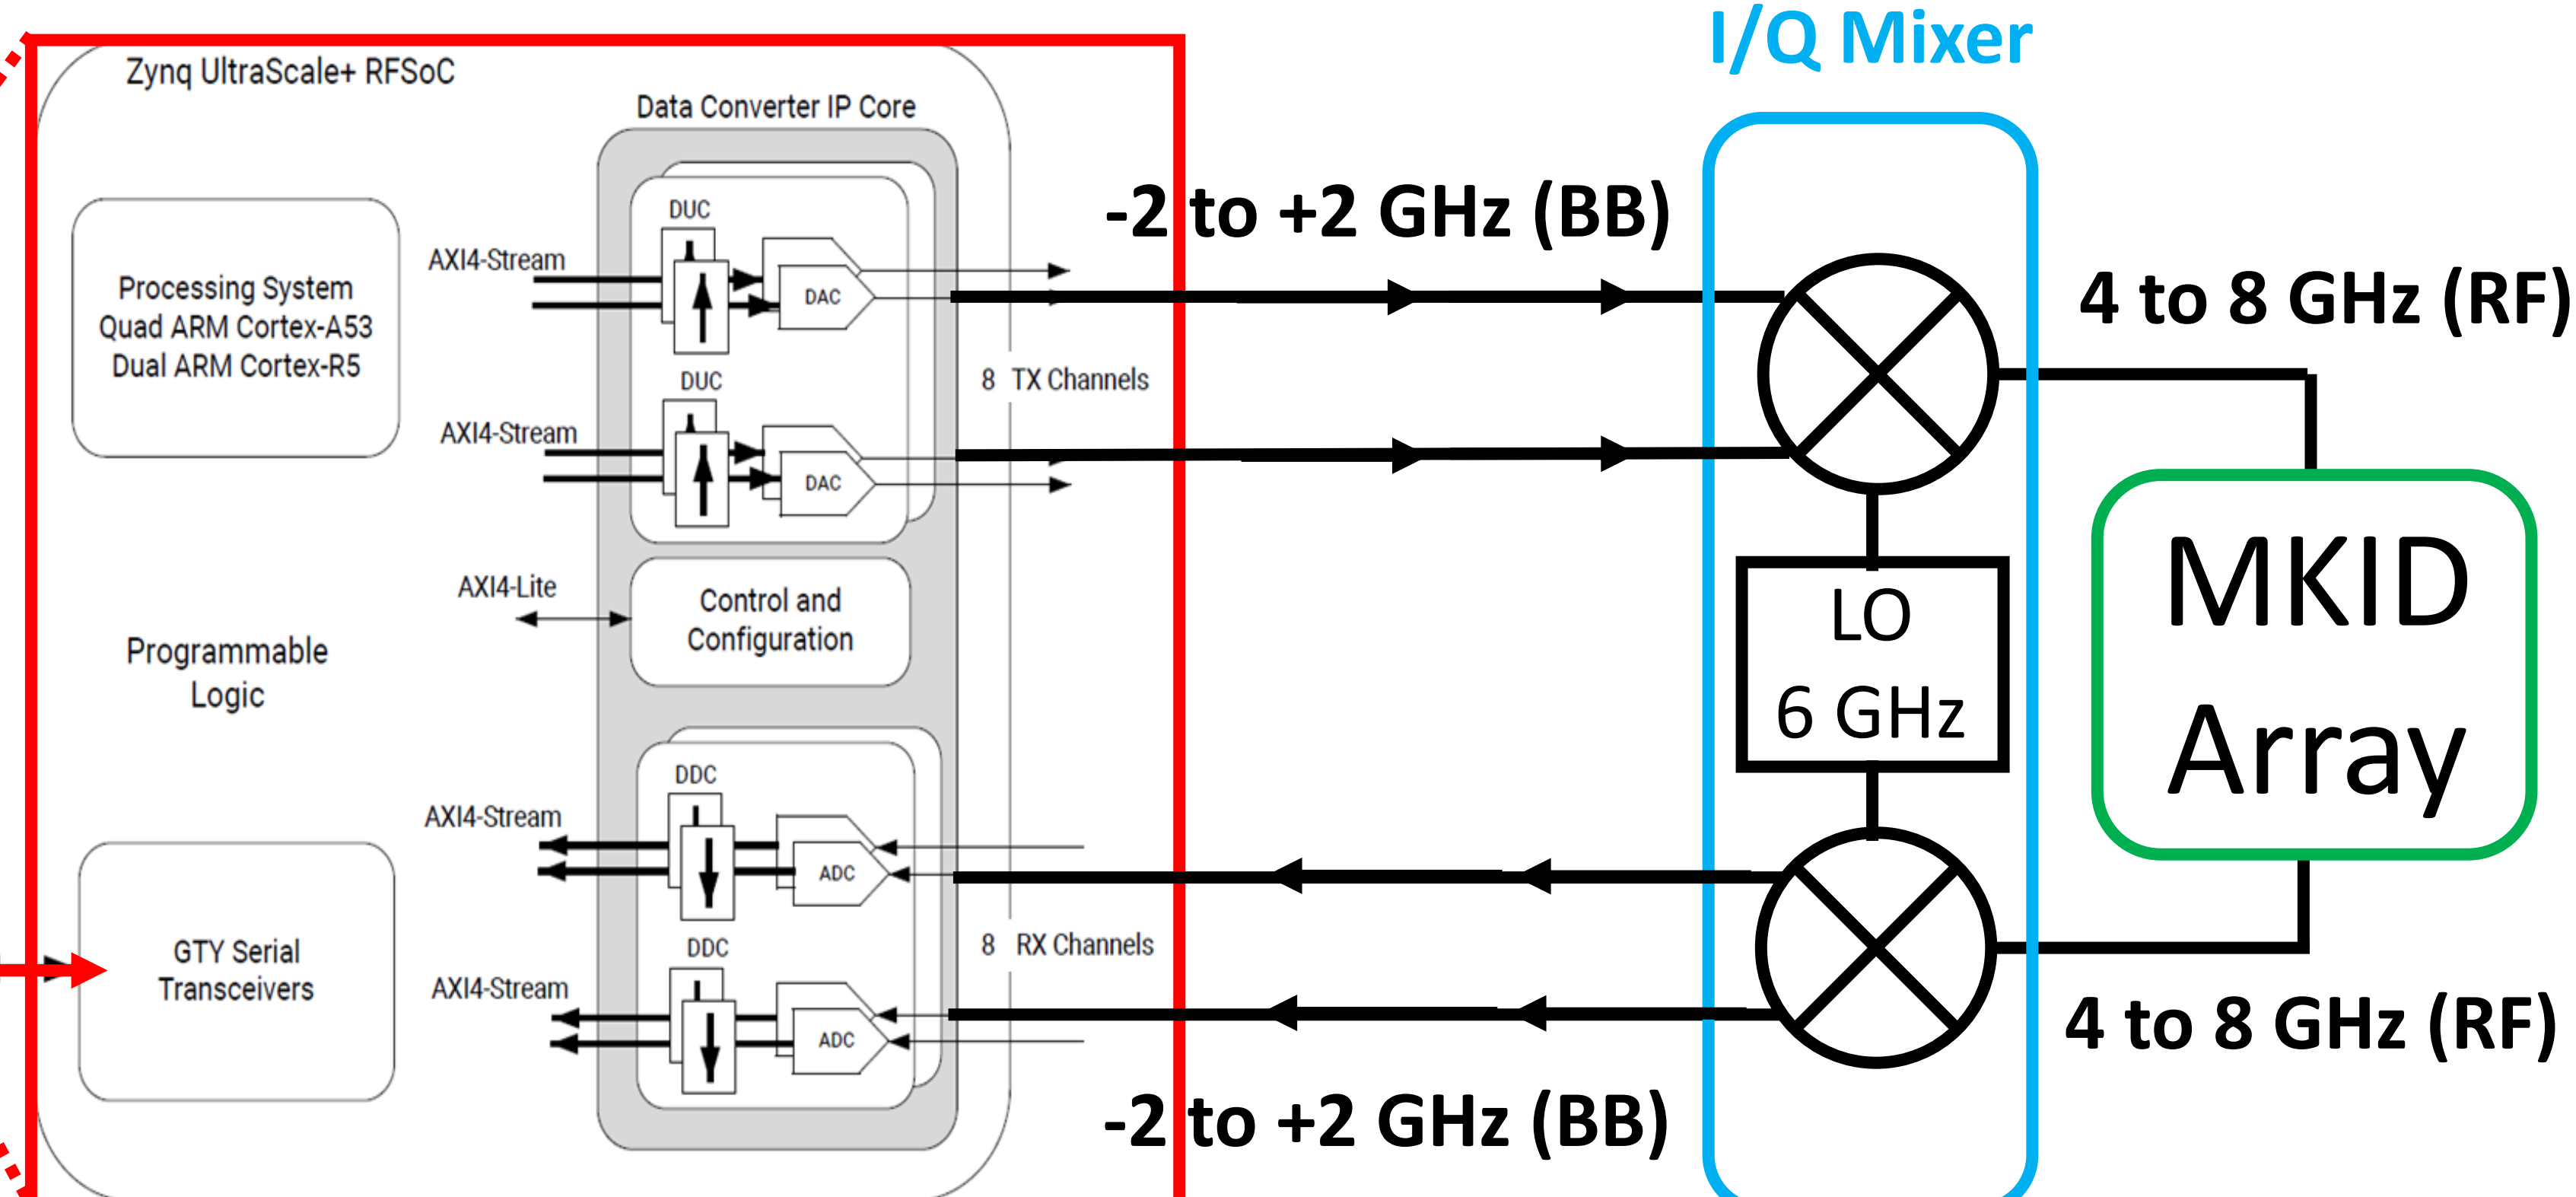 I/Q Mixer
Zynq UltraScale+ RFSoC
Data Converter IP Core
-2 to +2 GHz (BB)
DUC
AXI4-Stream
DAC
4 to 8 GHz (RF)
Processing System
Quad ARM Cortex-A53
Dual ARM Cortex-R5
8 TX Channels
DUC
AXI4-Stream
DAC
AXI4-Lite
Control and
Configuration
LO
6 GHz
MKID
Array
Programmable
Logic
DDC
AXI4-Stream
ADC
8 RX Channels
GTY Serial
Transceivers
DDC
AXI4-Stream
ADC
4 to 8 GHz (RF)
-2 to +2 GHz (BB)